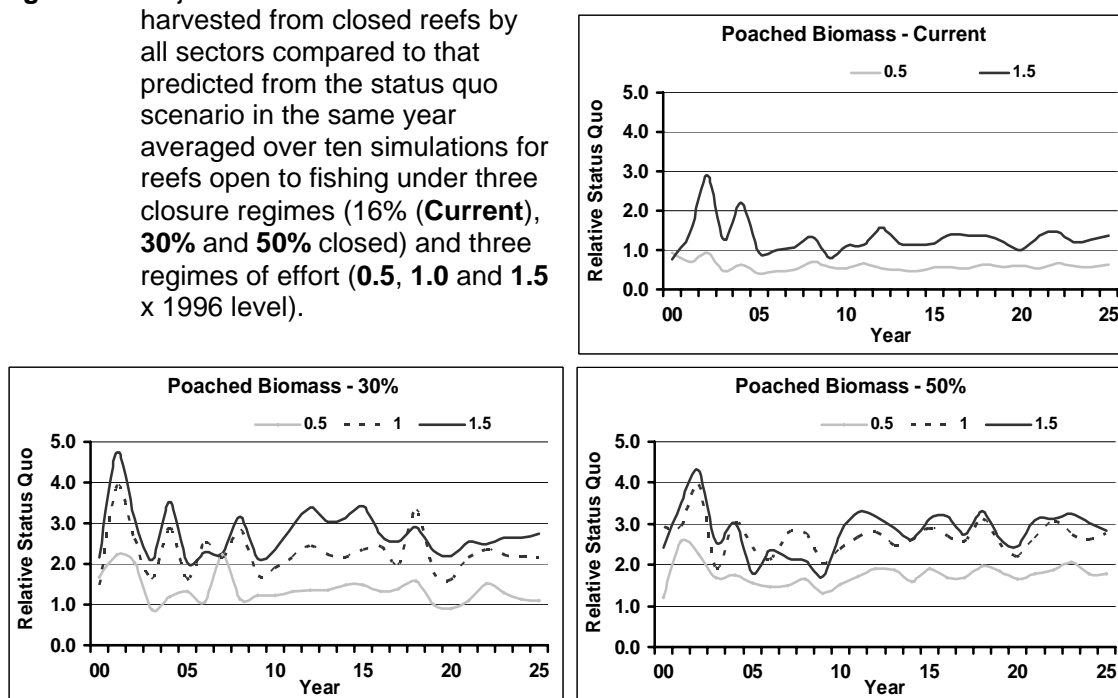 harvested from closed reefs by
all sectors compared to that
predicted from the status quo
scenario in the same year
averaged over ten simulations for
reefs open to fishing under three
closure regimes (16% (Current),
30% and 50% closed) and three
regimes of effort (0.5, 1.0 and 1.5
x 1996 level).
Poached Biomass - Current
0.5 1.5
5.0
4.0
3.0
2.0
1.0
0.0
Relative Status Quo
00 05 10 15 20 25
Year
Poached Biomass - 30%
0.5 1 1.5
5.0
4.0
3.0
2.0
1.0
0.0
Relative Status Quo
00 05 10 15 20 25
Year
Poached Biomass - 50%
0.5 1 1.5
5.0
4.0
3.0
2.0
1.0
0.0
Relative Status Quo
00 05 10 15 20 25
Year